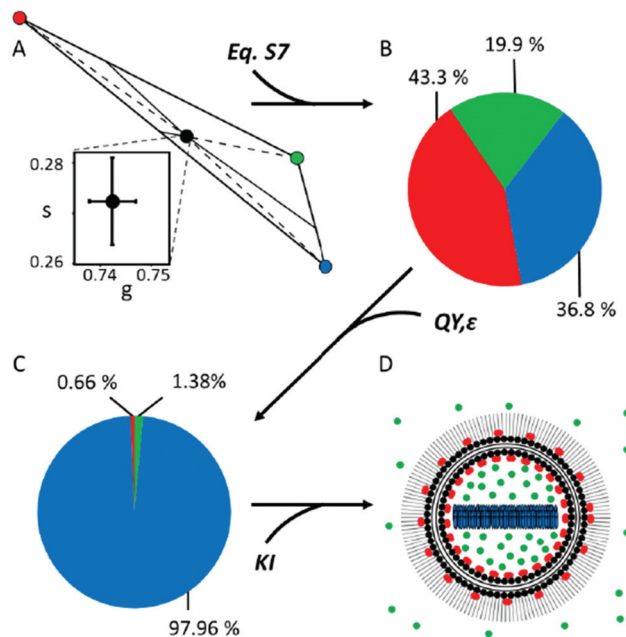 A
Eq. S7
B
19.9 %
43.3 %
36.8 %
0.28
s
0.26
0.74
0.75
g
QY,ε
C
0.66 %
1.38%
97.96 %
KI
D